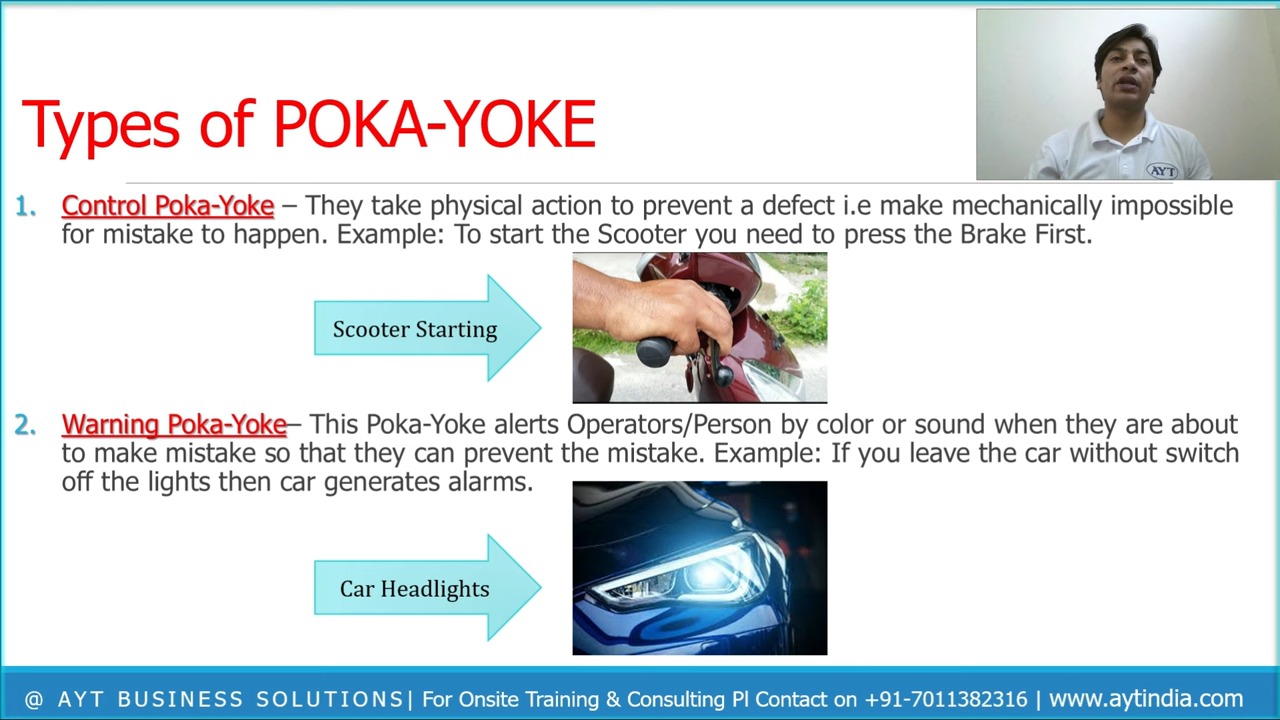 Types of POKA-YOKE
AYT
1. Control Poka-Yoke – They take physical action to prevent a defect i.e make mechanically impossible
for mistake to happen. Example: To start the Scooter you need to press the Brake First.
Scooter Starting
2. Warning Poka-Yoke– This Poka-Yoke alerts Operators/Person by color or sound when they are about
to make mistake so that they can prevent the mistake. Example: If you leave the car without switch
off the lights then car generates alarms.
Car Headlights
@ AYT BUSINESS SOLUTIONS| For Onsite Training & Consulting Pl Contact on +91-7011382316 | www.aytindia.com